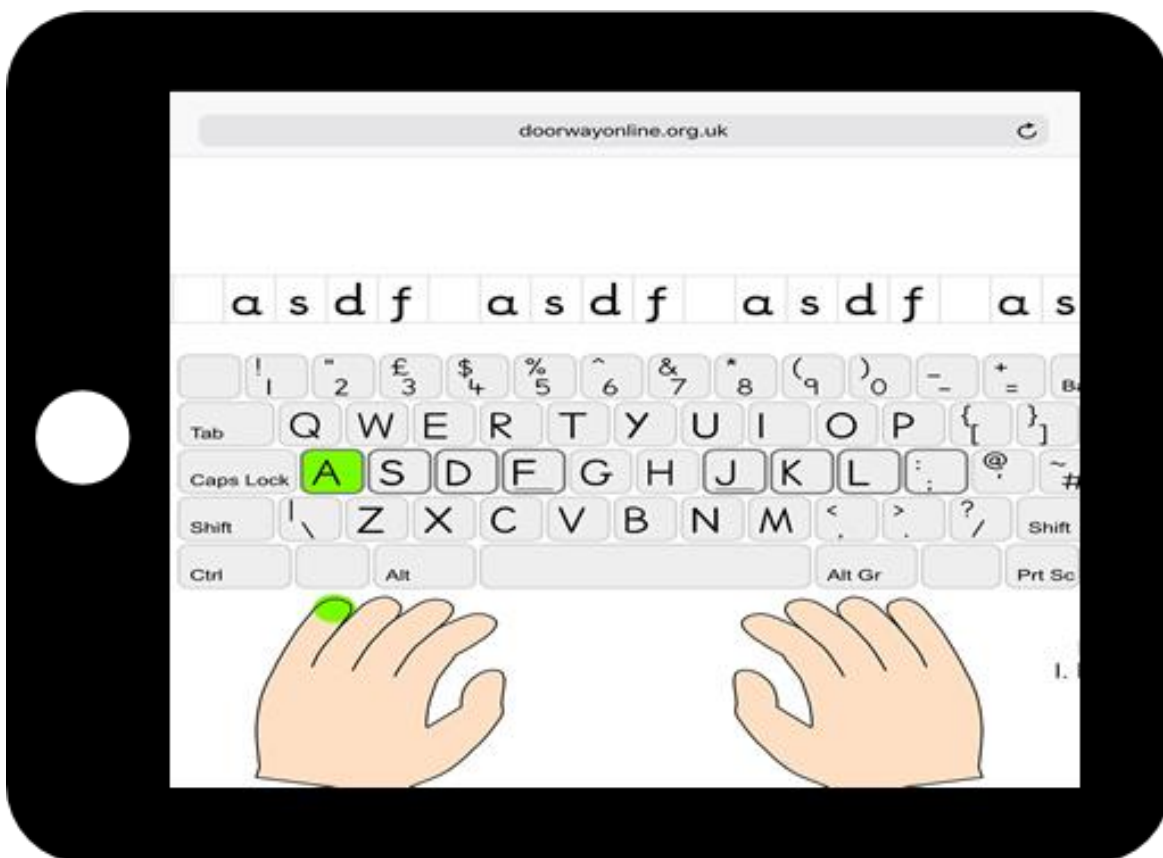 doorwayonline.org.uk
a s d f a s d f a s d f a s
! 1 " 2 £ 3 $ 4 % 5 ^ 6 & 7 * 8 ( 9 ) 0 _ - + =
Tab Q W E R T Y U I O P { [ } ]
Caps Lock A S D F G H J K L : ; @ ' ~ #
Shift | \ Z X C V B N M < , > . ? / Shift
Ctrl Alt Alt Gr Prt Sc